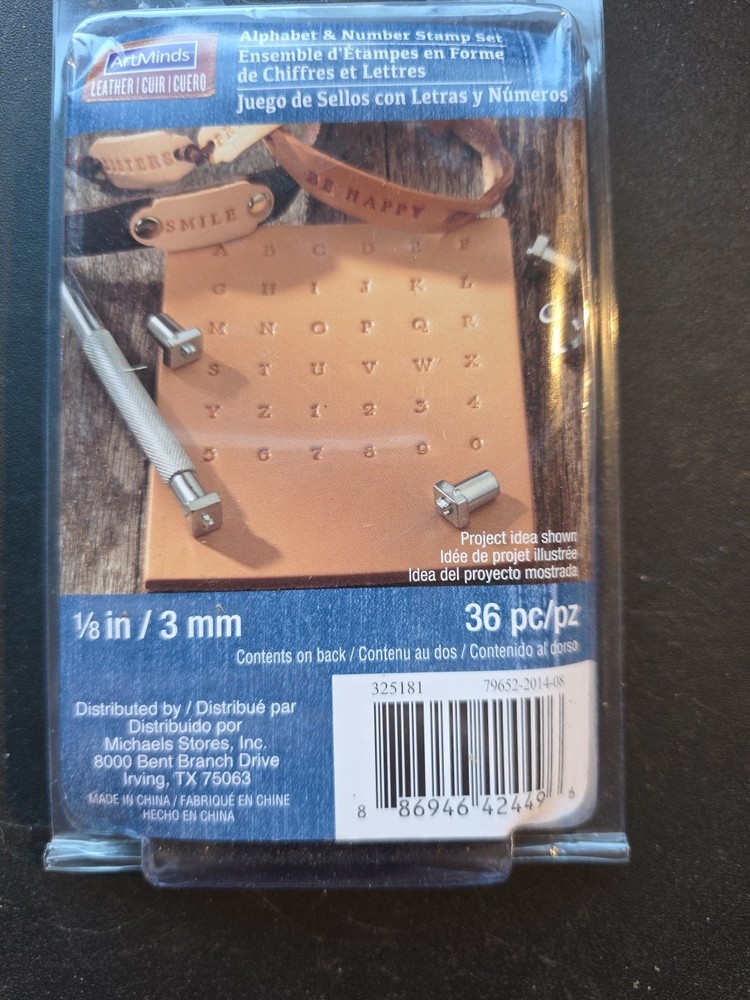 ArtMinds
LEATHER | CUIR | CUERO
Alphabet & Number Stamp Set
Ensemble d'Étampes en Forme
de Chiffres et Lettres
Juego de Sellos con Letras y Números
SISTERS
BE HAPPY
SMILE
A B C D E F
G H I J K L
M N O P Q R
S T U V W X
Y Z 1 2 3 4
5 6 7 8 9 0
Project idea shown
Idée de projet illustrée
Idea del proyecto mostrada
1/8 in / 3 mm
36 pc/pz
Contents on back / Contenu au dos / Contenido al dorso
Distributed by / Distribué par
Distribuido por
Michaels Stores, Inc.
8000 Bent Branch Drive
Irving, TX 75063
MADE IN CHINA / FABRIQUÉ EN CHINE
HECHO EN CHINA
325181 79652-2014-08
8 86946 42449 6